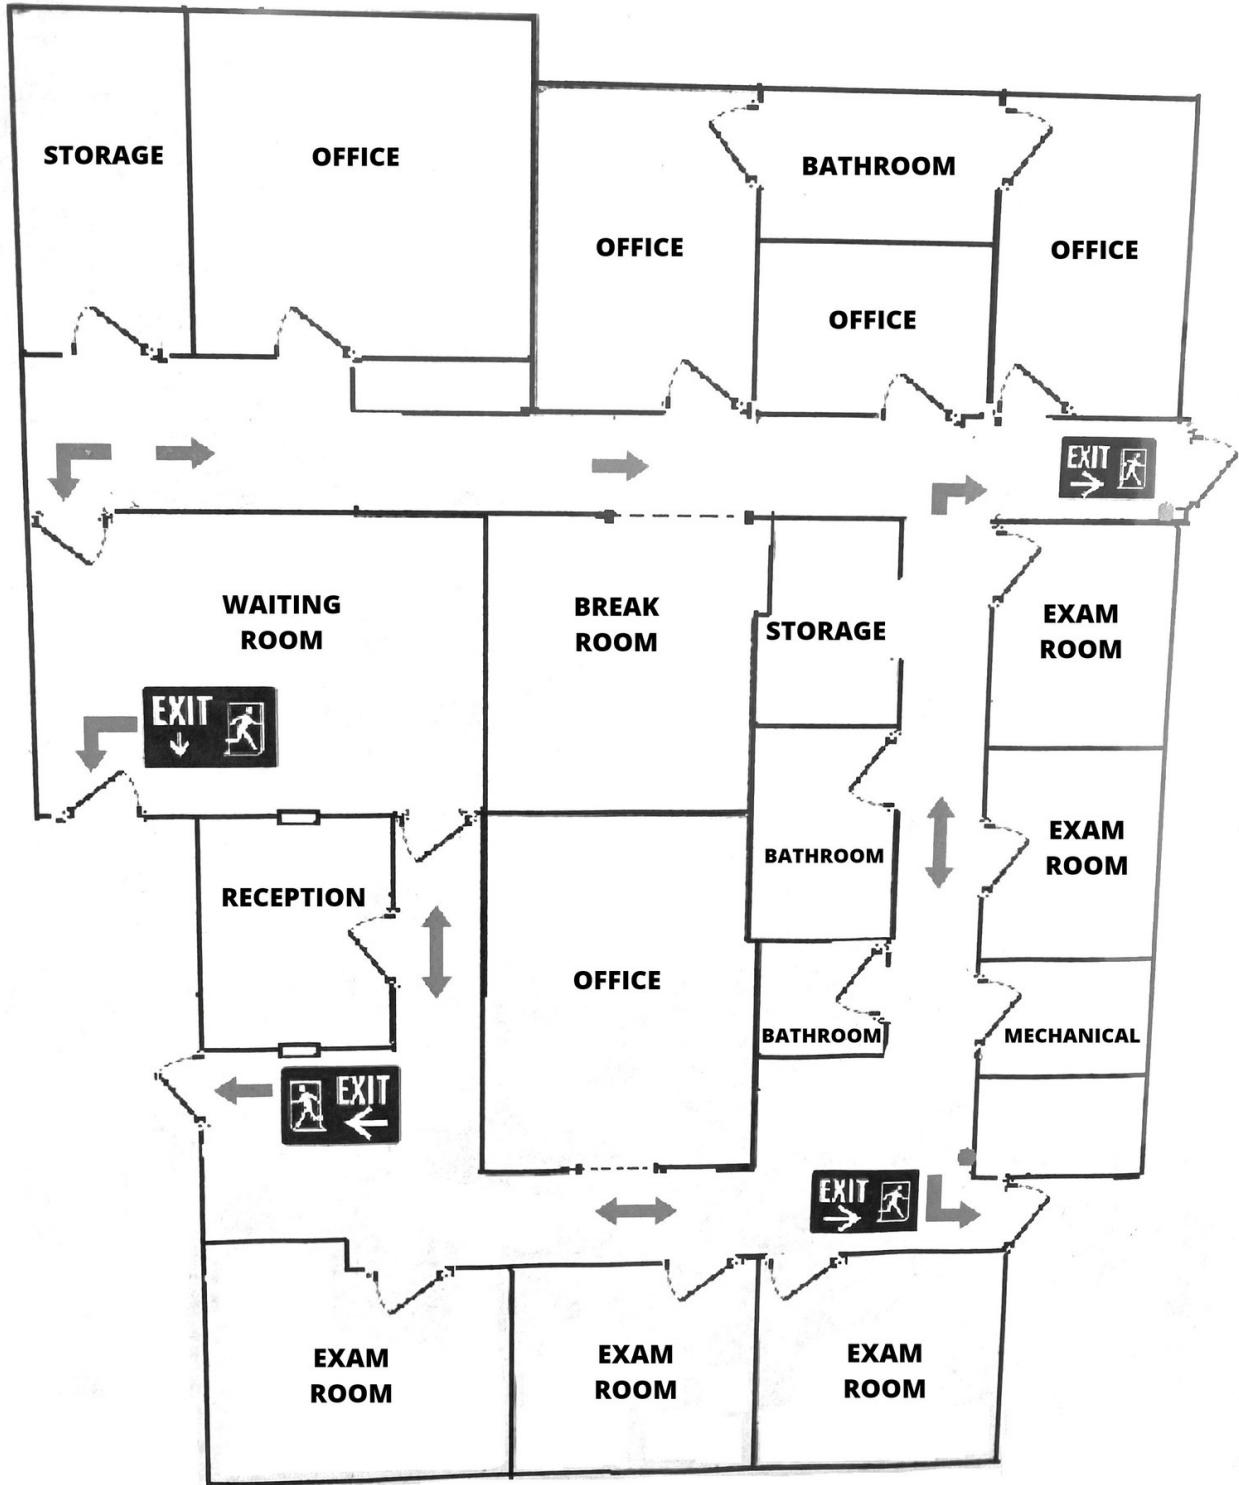 STORAGE
OFFICE
OFFICE
BATHROOM
OFFICE
OFFICE
EXIT
WAITING
ROOM
BREAK
ROOM
STORAGE
EXAM
ROOM
EXIT
EXAM
ROOM
BATHROOM
RECEPTION
OFFICE
BATHROOM
MECHANICAL
EXIT
EXIT
EXAM
ROOM
EXAM
ROOM
EXAM
ROOM